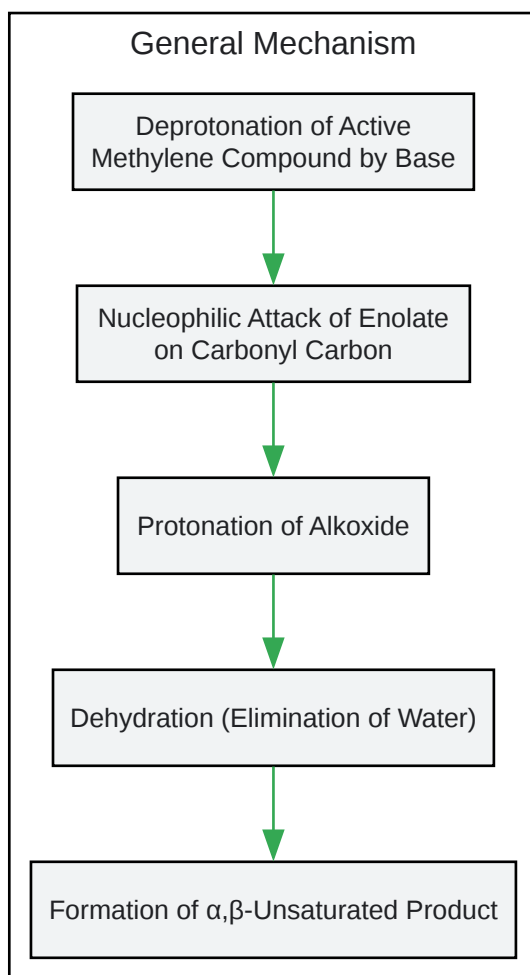 General Mechanism
Deprotonation of Active
Methylene Compound by Base
Nucleophilic Attack of Enolate
on Carbonyl Carbon
Protonation of Alkoxide
Dehydration (Elimination of Water)
Formation of α,β-Unsaturated Product